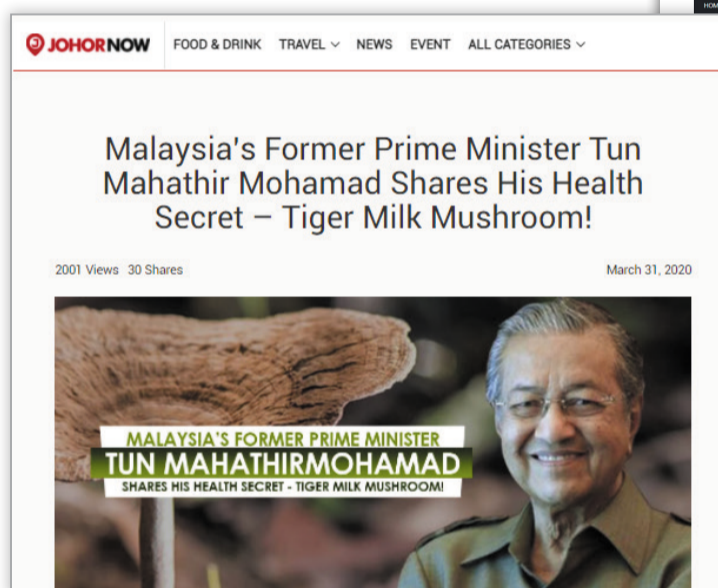 HOM
JOHORNOW FOOD & DRINK TRAVEL NEWS EVENT ALL CATEGORIES
Malaysia's Former Prime Minister Tun
Mahathir Mohamad Shares His Health
Secret – Tiger Milk Mushroom!
2001 Views 30 Shares March 31, 2020
MALAYSIA'S FORMER PRIME MINISTER
TUN MAHATHIRMOHAMAD
SHARES HIS HEALTH SECRET - TIGER MILK MUSHROOM!